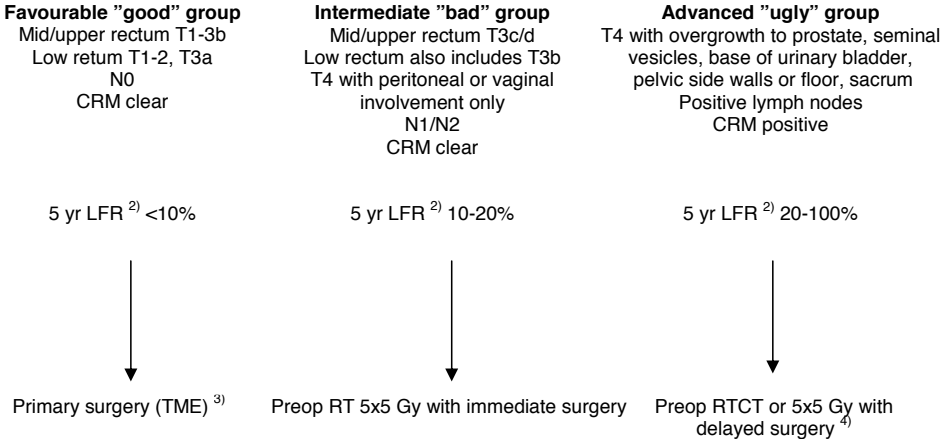 Favourable ”good” group
Mid/upper rectum T1-3b
Low retum T1-2, T3a
N0
CRM clear
5 yr LFR 2) <10%
Primary surgery (TME) 3)
Intermediate ”bad” group
Mid/upper rectum T3c/d
Low rectum also includes T3b
T4 with peritoneal or vaginal
involvement only
N1/N2
CRM clear
5 yr LFR 2) 10-20%
Preop RT 5x5 Gy with immediate surgery
Advanced "ugly” group
T4 with overgrowth to prostate, seminal
vesicles, base of urinary bladder,
pelvic side walls or floor, sacrum
Positive lymph nodes
CRM positive
5 yr LFR 2) 20-100%
Preop RTCT or 5x5 Gy with
delayed surgery 4)